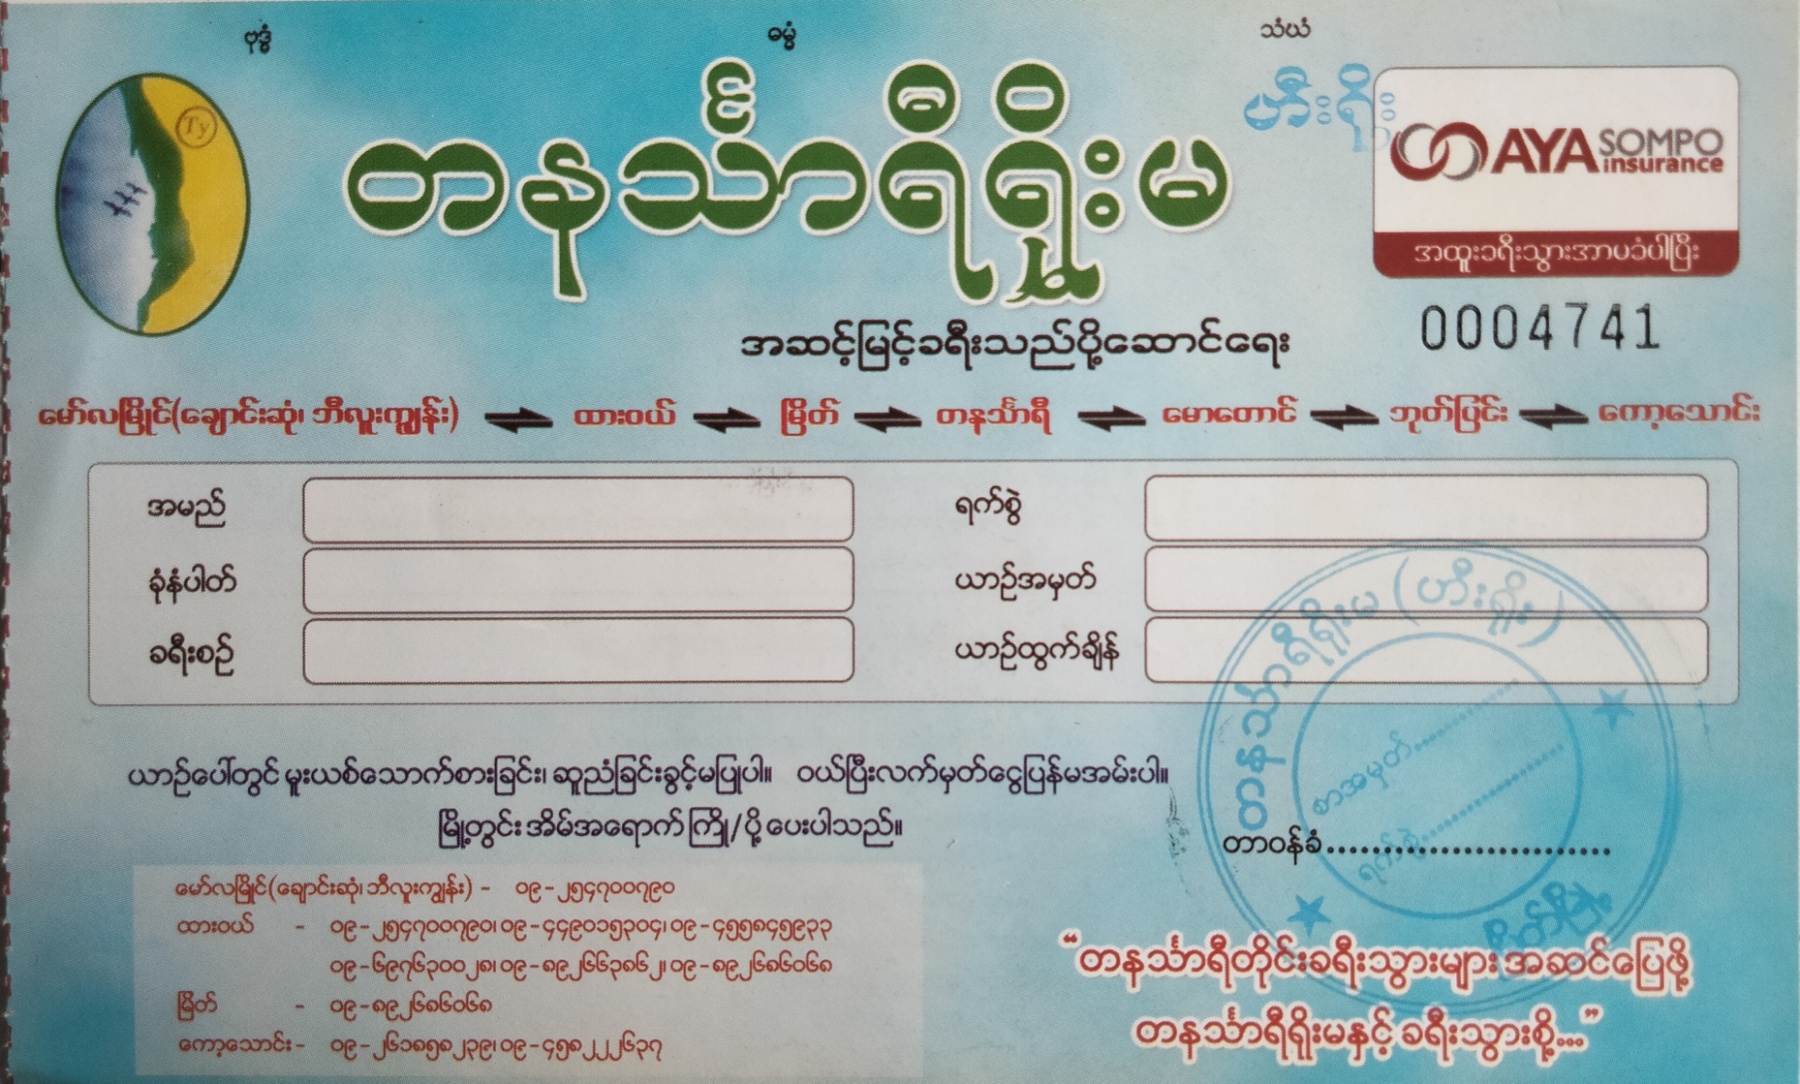 ဗုဒ္ဓံ ဓမ္မံ သံဃံ
Ty
တနင်္သာရီရိုးမ
ဟီးရိုး
AYA SOMPO insurance
အထူးခရီးသွားအာမခံပါပြီး
အဆင့်မြင့်ခရီးသည်ပို့ဆောင်ရေး
0004741
မော်လမြိုင်(ချောင်းဆုံ၊ ဘီလူးကျွန်း) ထားဝယ် မြိတ် တနင်္သာရီ မောတောင် ဘုတ်ပြင်း ကော့သောင်း
အမည် ရက်စွဲ
ခုံနံပါတ် ယာဉ်အမှတ်
ခရီးစဉ် ယာဉ်ထွက်ချိန်
တနင်္သာရီရိုးမ (ဟီးရိုး)
စာအမှတ်..........
ရက်စွဲ..........
ယာဉ်ပေါ်တွင် မူးယစ်သောက်စားခြင်း၊ ဆူညံခြင်းခွင့်မပြုပါ။ ဝယ်ပြီးလက်မှတ်ငွေပြန်မအမ်းပါ။
မြို့တွင်း အိမ်အရောက် ကြို/ပို့ ပေးပါသည်။
တာဝန်ခံ............................
မော်လမြိုင်(ချောင်းဆုံ၊ ဘီလူးကျွန်း) - ၀၉-၂၅၄၇၀၀၇၉၀
ထားဝယ် - ၀၉-၂၅၄၇၀၀၇၉၀၊ ၀၉-၄၄၉၀၁၅၃၀၄၊ ၀၉-၄၅၅၈၄၅၉၃၃
၀၉-၆၉၇၆၃၀၀၂၈၊ ၀၉-၈၉၂၆၆၃၈၆၂၊ ၀၉-၈၉၂၆၈၆၀၆၈
မြိတ် - ၀၉-၈၉၂၆၈၆၀၆၈
ကော့သောင်း - ၀၉-၂၆၁၈၅၈၂၃၉၊ ၀၉-၄၅၈၂၂၂၆၃၇
“တနင်္သာရီတိုင်းခရီးသွားများ အဆင်ပြေဖို့
တနင်္သာရီရိုးမနှင့် ခရီးသွားစို့...”